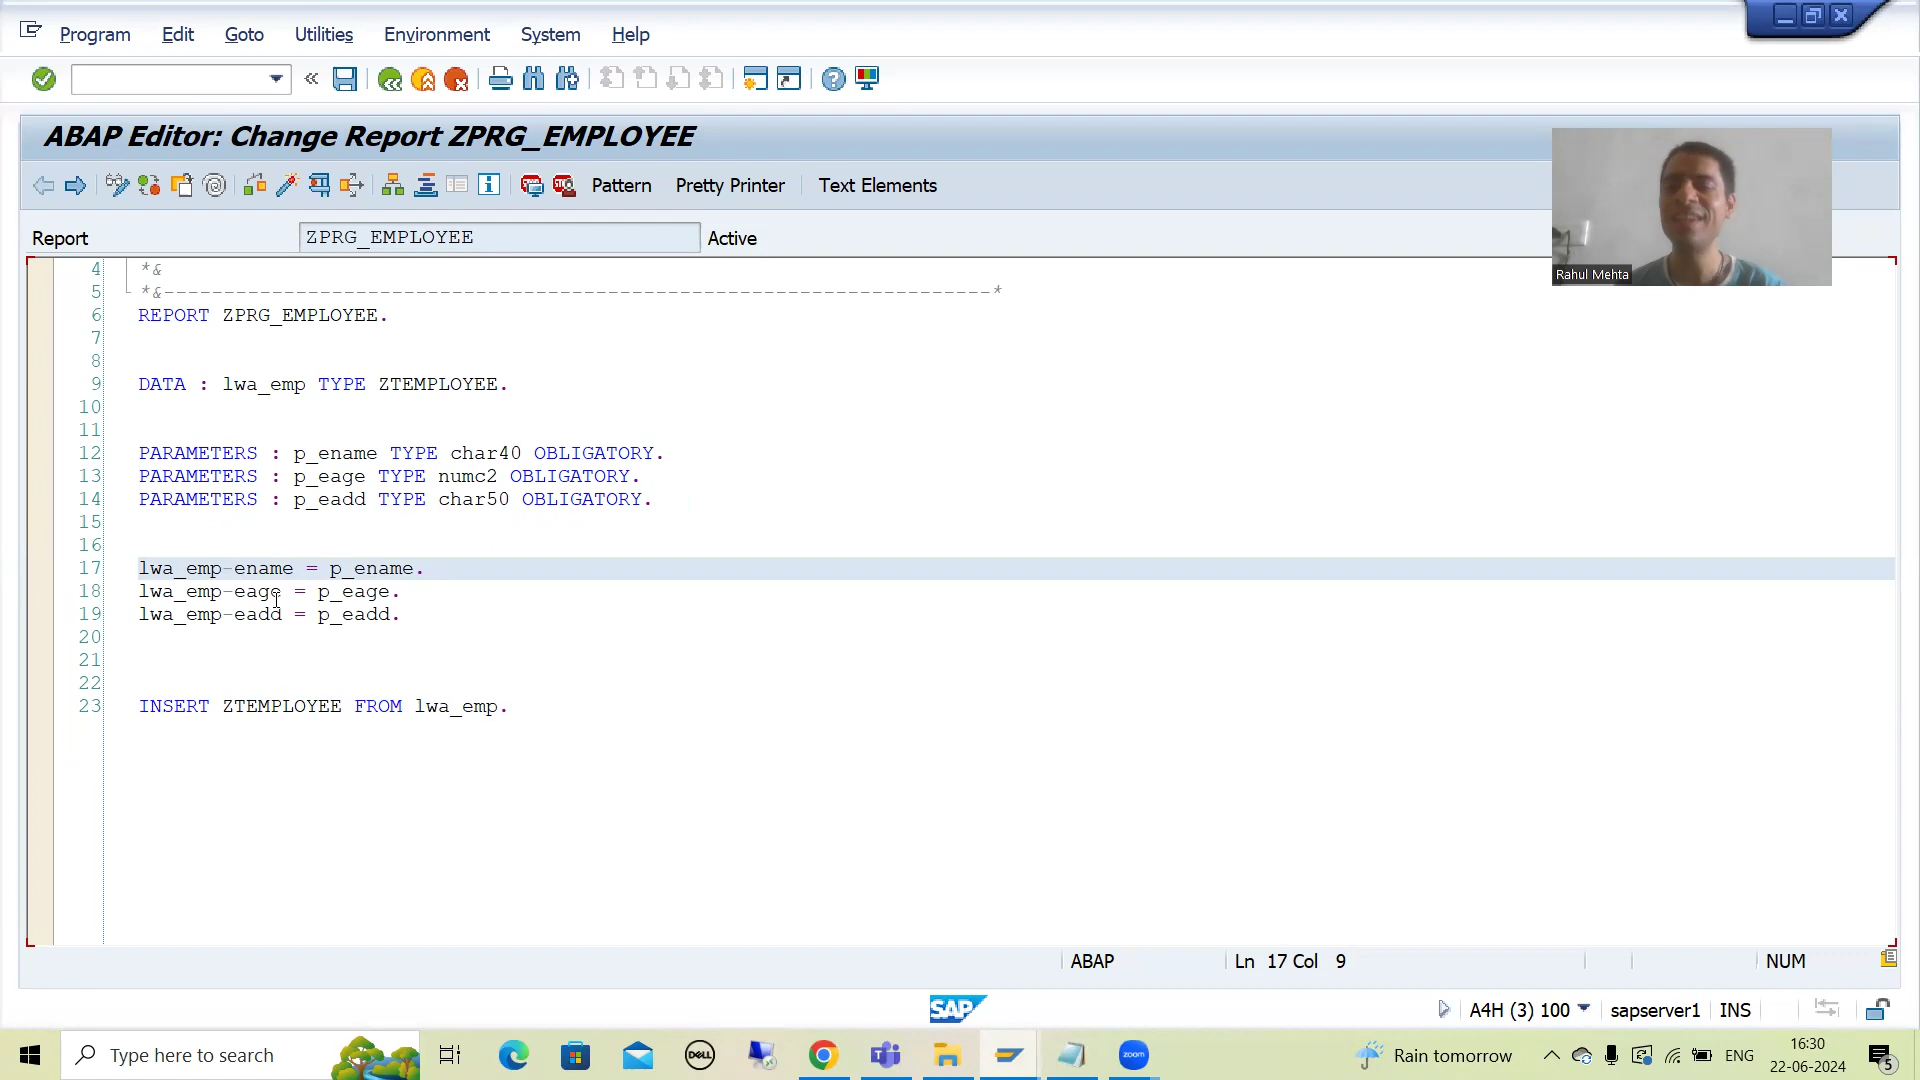 Program Edit Goto Utilities Environment System Help
ABAP Editor: Change Report ZPRG_EMPLOYEE
Pattern Pretty Printer Text Elements
Report ZPRG_EMPLOYEE Active
Rahul Mehta
4 *&
5 *&---------------------------------------------------------------------*
6 REPORT ZPRG_EMPLOYEE.
7
8
9 DATA : lwa_emp TYPE ZTEMPLOYEE.
10
11
12 PARAMETERS : p_ename TYPE char40 OBLIGATORY.
13 PARAMETERS : p_eage TYPE numc2 OBLIGATORY.
14 PARAMETERS : p_eadd TYPE char50 OBLIGATORY.
15
16
17 lwa_emp-ename = p_ename.
18 lwa_emp-eage = p_eage.
19 lwa_emp-eadd = p_eadd.
20
21
22
23 INSERT ZTEMPLOYEE FROM lwa_emp.
ABAP Ln 17 Col 9 NUM
SAP A4H (3) 100 sapserver1 INS
Type here to search DELL zoom Rain tomorrow ENG 16:30
22-06-2024 5